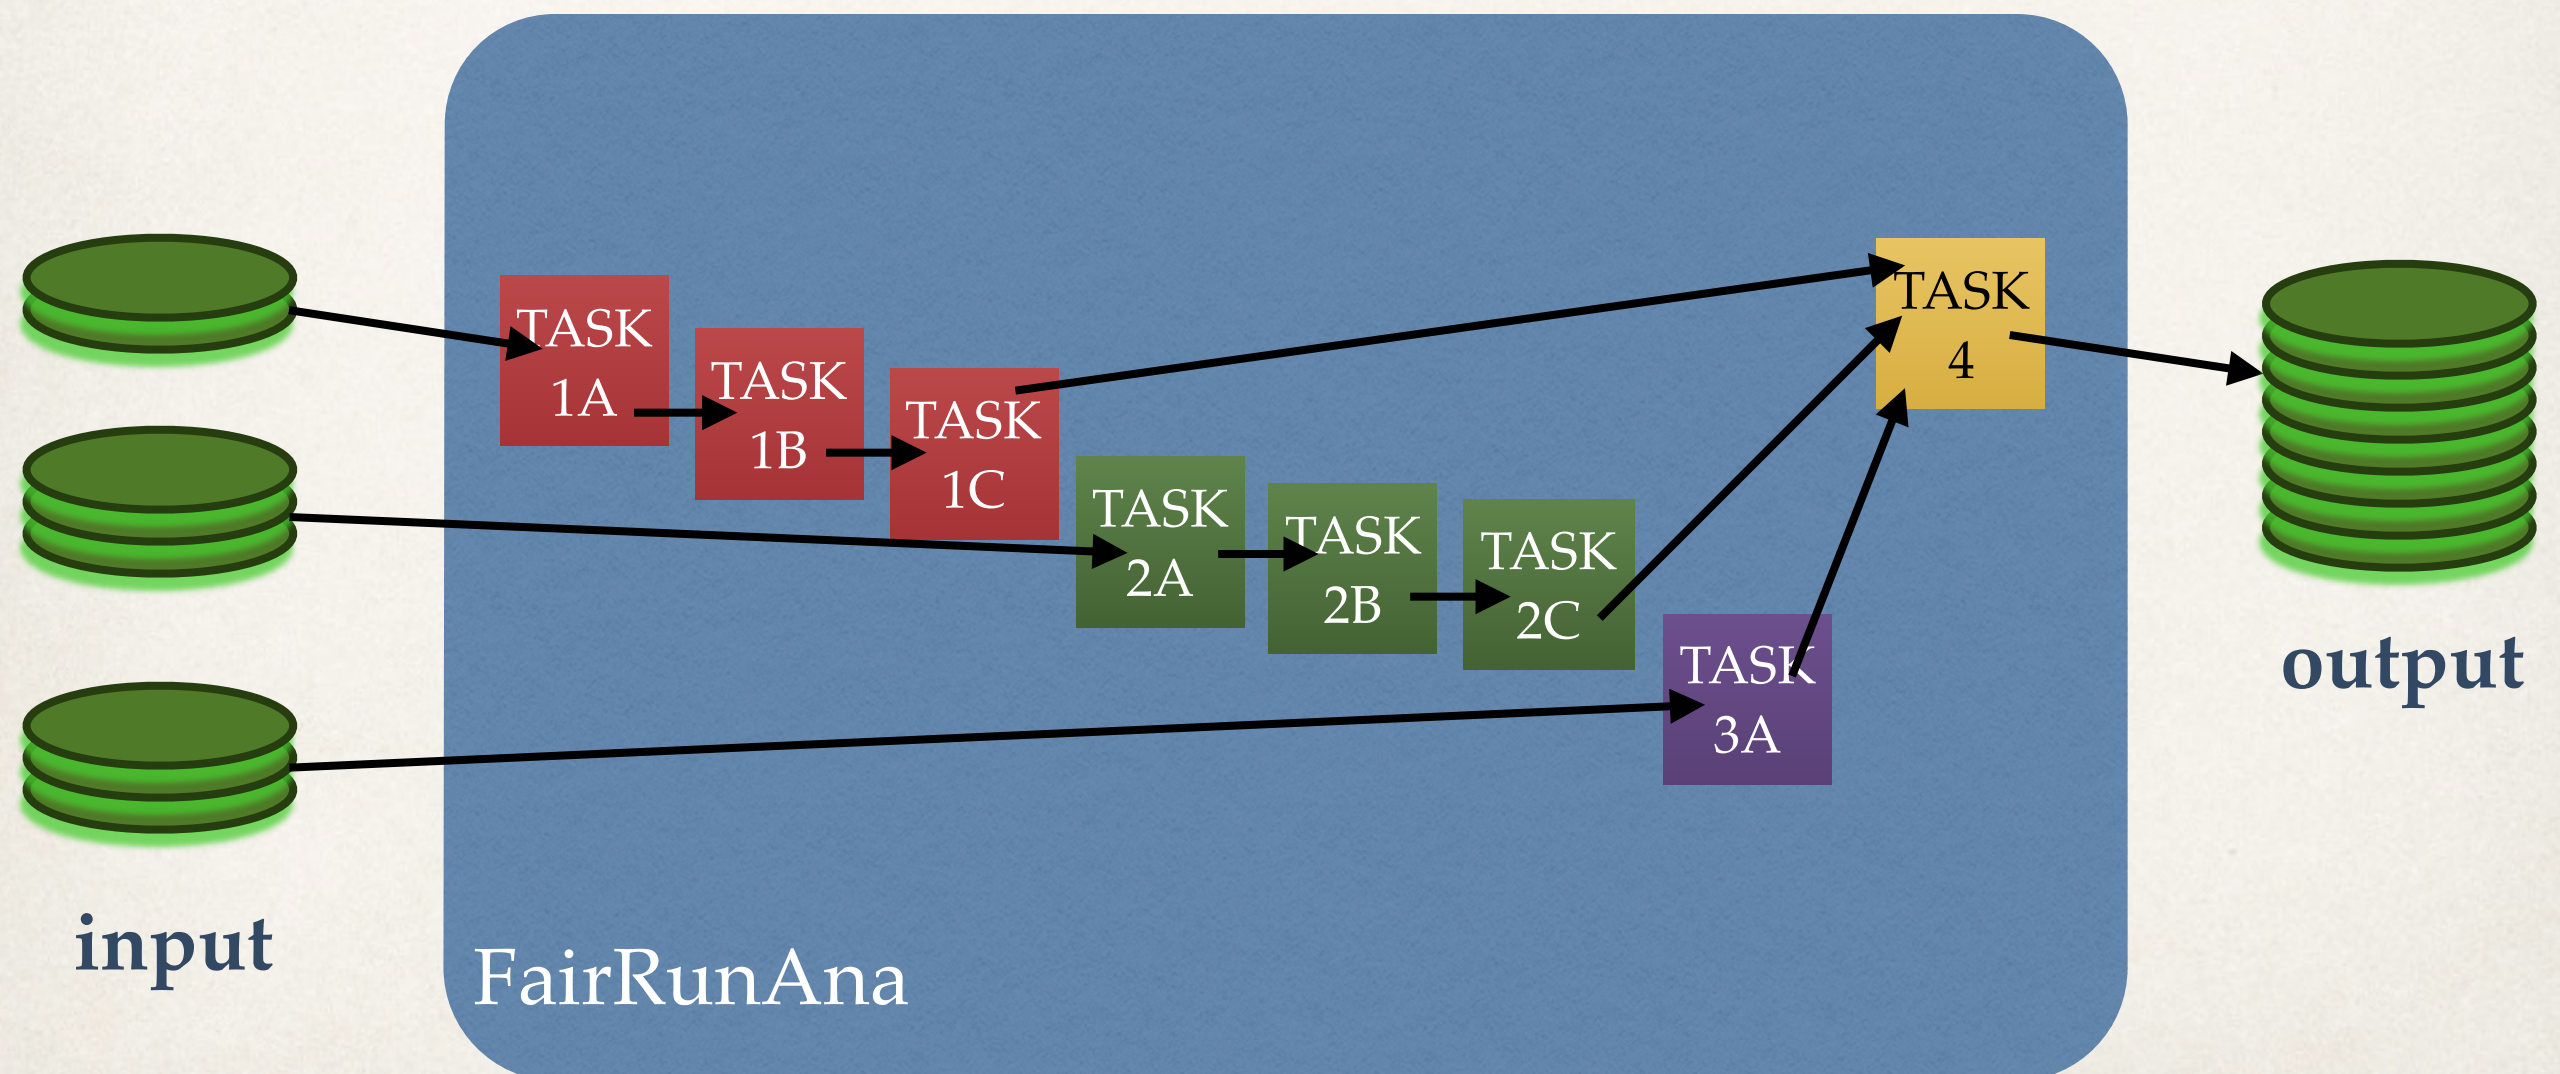 TASK
1A
TASK
1B
TASK
1C
TASK
2A
TASK
2B
TASK
2C
TASK
3A
TASK
4
input
output
FairRunAna